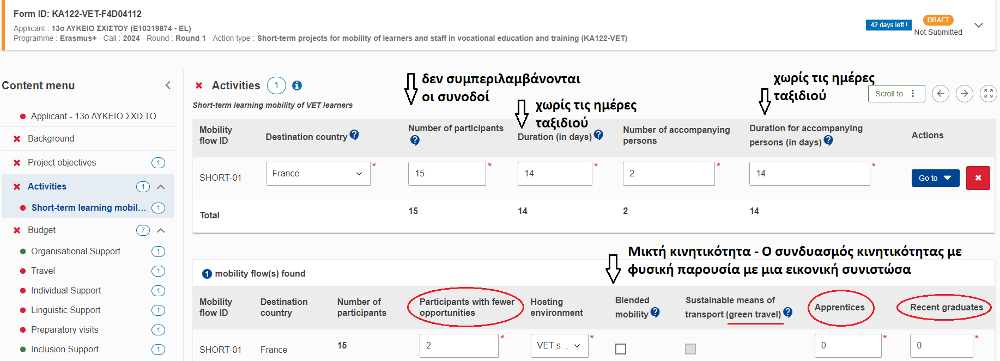 Form ID: KA122-VET-F4D04112
Applicant : 13ο ΛΥΚΕΙΟ ΣΧΙΣΤΟΥ (E10319874 - EL)
Programme : Erasmus+ - Call : 2024 - Round : Round 1 - Action type : Short-term projects for mobility of learners and staff in vocational education and training (KA122-VET)
42 days left !
DRAFT
Not Submitted
Content menu
Applicant - 13ο ΛΥΚΕΙΟ ΣΧΙΣΤΟ...
Background
Project objectives 1
Activities 1
Short-term learning mobil... 1
Budget 7
Organisational Support 1
Travel 1
Individual Support 1
Linguistic Support 1
Preparatory visits 1
Inclusion Support 1
Activities 1
Short-term learning mobility of VET learners
δεν συμπεριλαμβάνονται
οι συνοδοί
χωρίς τις ημέρες
ταξιδιού
χωρίς τις ημέρες
ταξιδιού
Scroll to
Mobility
flow ID
Destination country
Number of participants
Duration (in days)
Number of accompanying
persons
Duration for accompanying
persons (in days)
Actions
SHORT-01 France * 15 * 14 * 2 * 14 * Go to
Total 15 14 2 14
Μικτή κινητικότητα - Ο συνδυασμός κινητικότητας με
φυσική παρουσία με μια εικονική συνιστώσα
1 mobility flow(s) found
Mobility
flow ID
Destination
country
Number of
participants
Participants with fewer
opportunities
Hosting
environment
Blended
mobility
Sustainable means of
transport (green travel)
Apprentices
Recent graduates
SHORT-01 France 15 2 * VET s... * 0 * 0 *